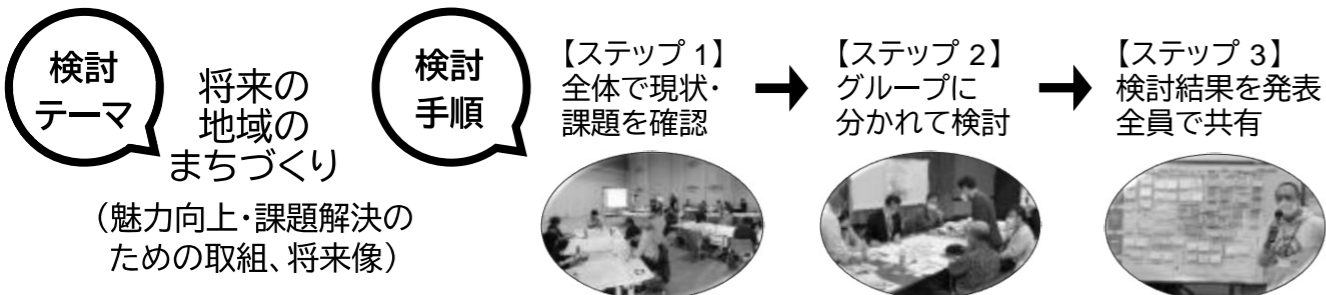 検討
テーマ
将来の
地域の
まちづくり
（魅力向上・課題解決の
ための取組、将来像）
検討
手順
【ステップ 1】
全体で現状・
課題を確認
【ステップ 2】
グループに
分かれて検討
【ステップ 3】
検討結果を発表
全員で共有